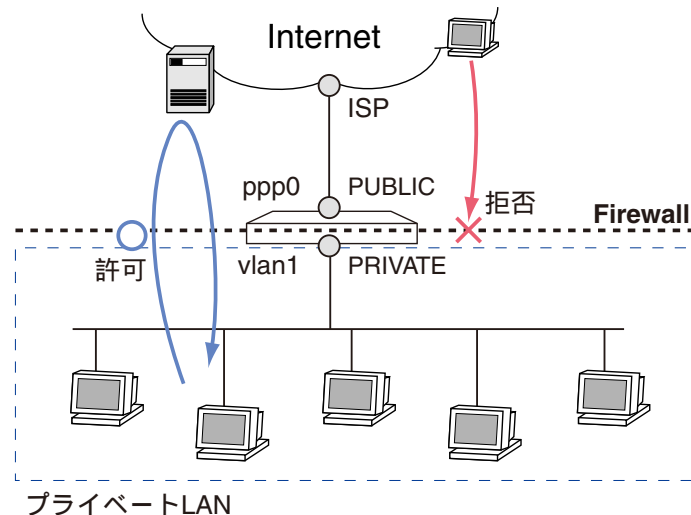 Internet
ISP
ppp0 PUBLIC
拒否
Firewall
許可
vlan1 PRIVATE
プライベートLAN